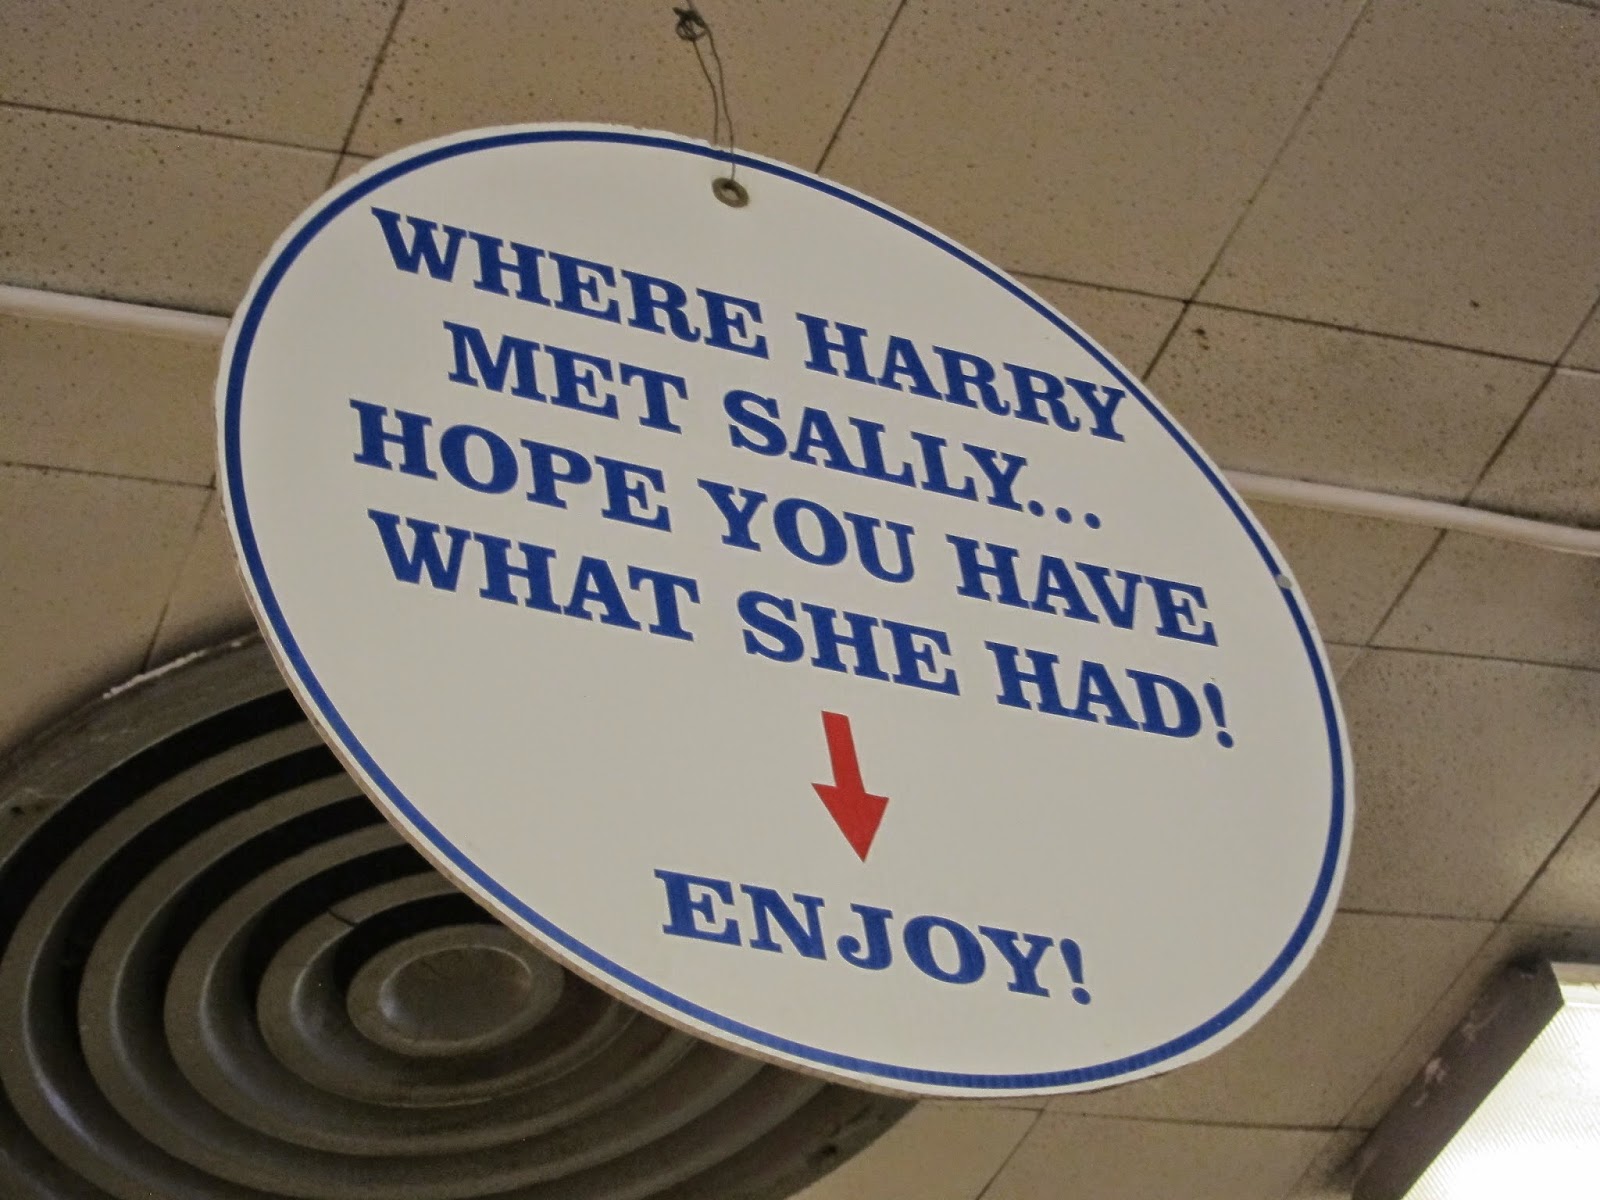 WHERE HARRY
MET SALLY...
HOPE YOU HAVE
WHAT SHE HAD!
ENJOY!